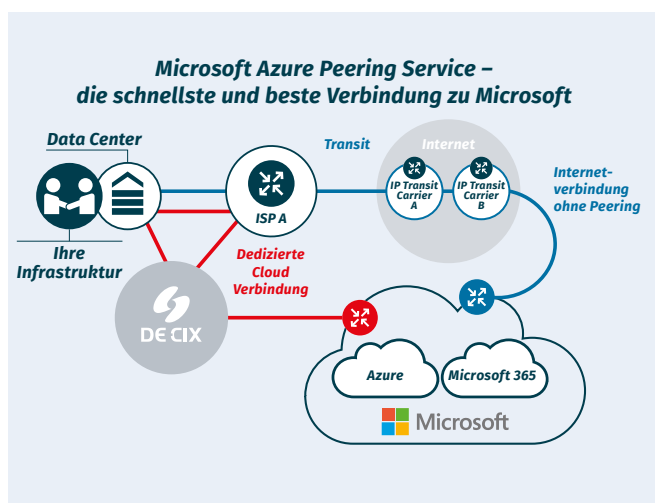 Microsoft Azure Peering Service –
die schnellste und beste Verbindung zu Microsoft
Data Center
Transit
Internet
IP Transit
Carrier
A
IP Transit
Carrier
B
Internet-
verbindung
ohne Peering
ISP A
Ihre
Infrastruktur
Dedizierte
Cloud
Verbindung
DE CIX
Azure
Microsoft 365
Microsoft